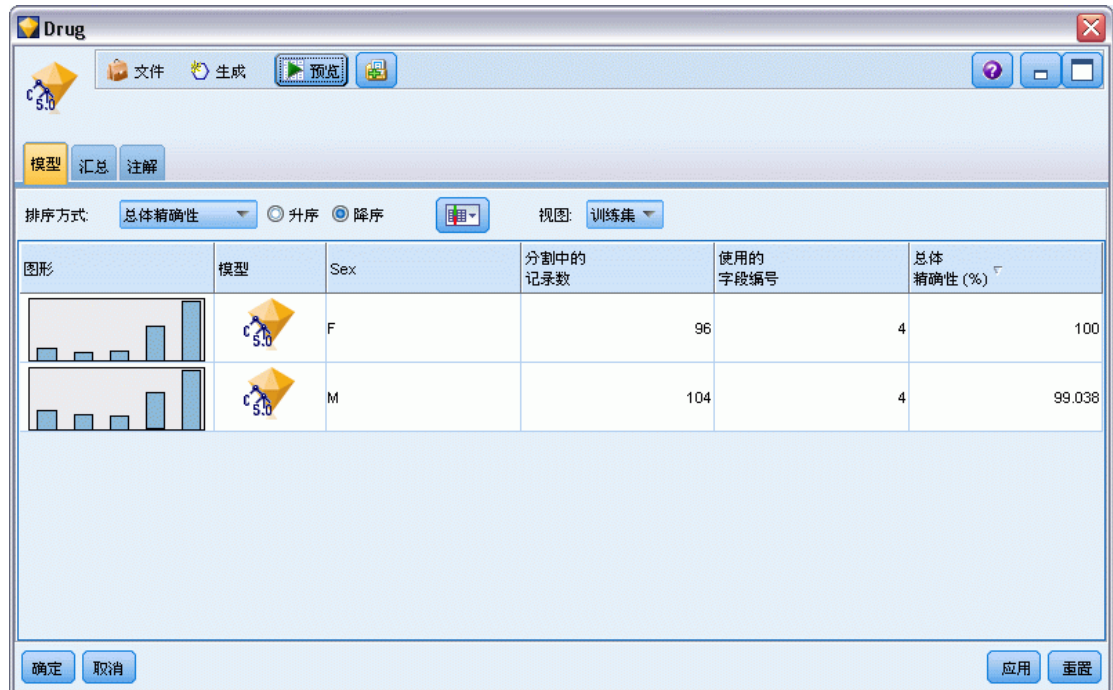 Drug
文件 生成 预览
C 5.0
模型 汇总 注解
排序方式: 总体精确性 升序 降序 视图: 训练集
图形 模型 Sex 分割中的 使用的 总体
记录数 字段编号 精确性 (%)
C 5.0 F 96 4 100
C 5.0 M 104 4 99.038
确定 取消 应用 重置